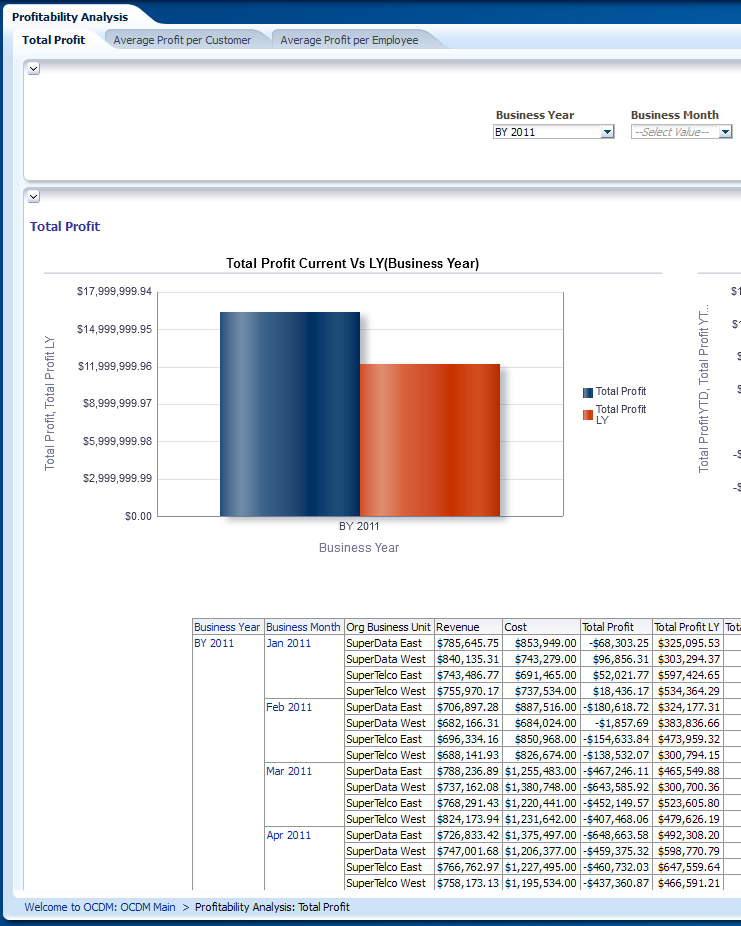 Profitability Analysis
Total Profit Average Profit per Customer Average Profit per Employee
Business Year Business Month
BY 2011 --Select Value--
Total Profit
Total Profit Current Vs LY(Business Year)
$17,999,999.94
$14,999,999.95
$11,999,999.96
$8,999,999.97
$5,999,999.98
$2,999,999.99
$0.00
Total Profit, Total Profit LY
BY 2011
Business Year
Total Profit
Total Profit
LY
Total Profit YTD, Total Profit YT...
Business Year Business Month Org Business Unit Revenue Cost Total Profit Total Profit LY Tota
BY 2011 Jan 2011 SuperData East $785,645.75 $853,949.00 -$68,303.25 $325,095.53
SuperData West $840,135.31 $743,279.00 $96,856.31 $303,294.37
SuperTelco East $743,486.77 $691,465.00 $52,021.77 $597,424.65
SuperTelco West $755,970.17 $737,534.00 $18,436.17 $534,364.29
Feb 2011 SuperData East $706,897.28 $887,516.00 -$180,618.72 $324,177.31
SuperData West $682,166.31 $684,024.00 -$1,857.69 $383,836.66
SuperTelco East $696,334.16 $850,968.00 -$154,633.84 $473,959.32
SuperTelco West $688,141.93 $826,674.00 -$138,532.07 $300,794.15
Mar 2011 SuperData East $788,236.89 $1,255,483.00 -$467,246.11 $465,549.88
SuperData West $737,162.08 $1,380,748.00 -$643,585.92 $300,700.36
SuperTelco East $768,291.43 $1,220,441.00 -$452,149.57 $523,605.80
SuperTelco West $824,173.94 $1,231,642.00 -$407,468.06 $479,626.19
Apr 2011 SuperData East $726,833.42 $1,375,497.00 -$648,663.58 $492,308.20
SuperData West $747,001.68 $1,206,377.00 -$459,375.32 $598,770.79
SuperTelco East $766,762.97 $1,227,495.00 -$460,732.03 $647,559.64
SuperTelco West $758,173.13 $1,195,534.00 -$437,360.87 $466,591.21
Welcome to OCDM: OCDM Main > Profitability Analysis: Total Profit